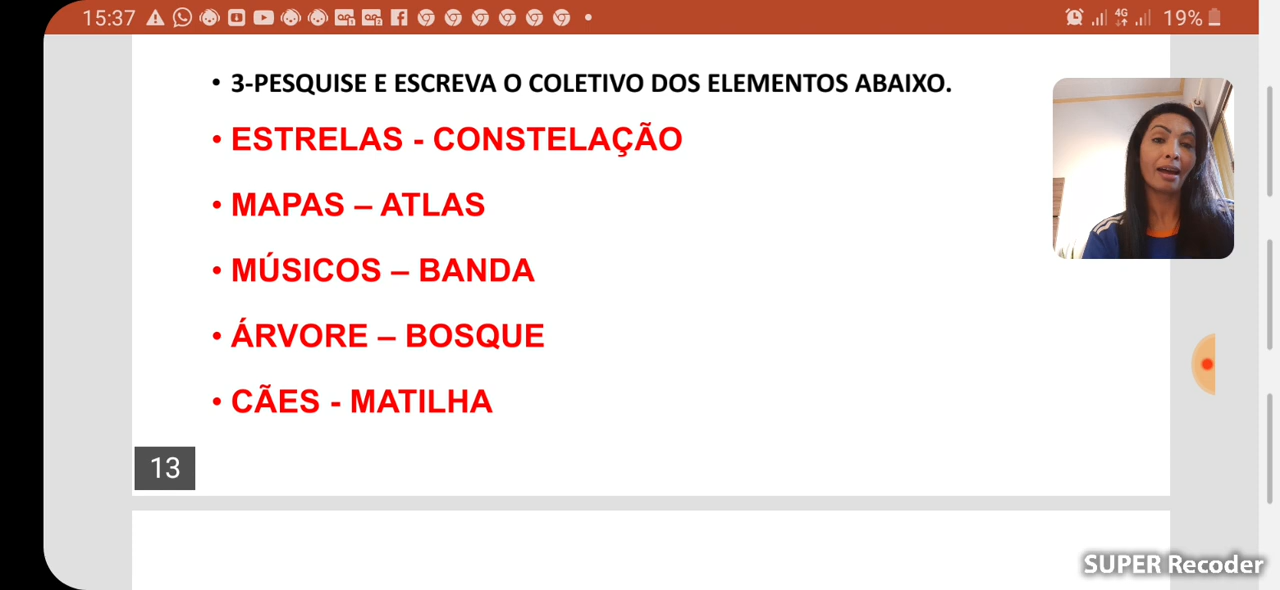 15:37 4G 19%
• 3-PESQUISE E ESCREVA O COLETIVO DOS ELEMENTOS ABAIXO.
• ESTRELAS - CONSTELAÇÃO
• MAPAS – ATLAS
• MÚSICOS – BANDA
• ÁRVORE – BOSQUE
• CÃES - MATILHA
13
SUPER Recoder